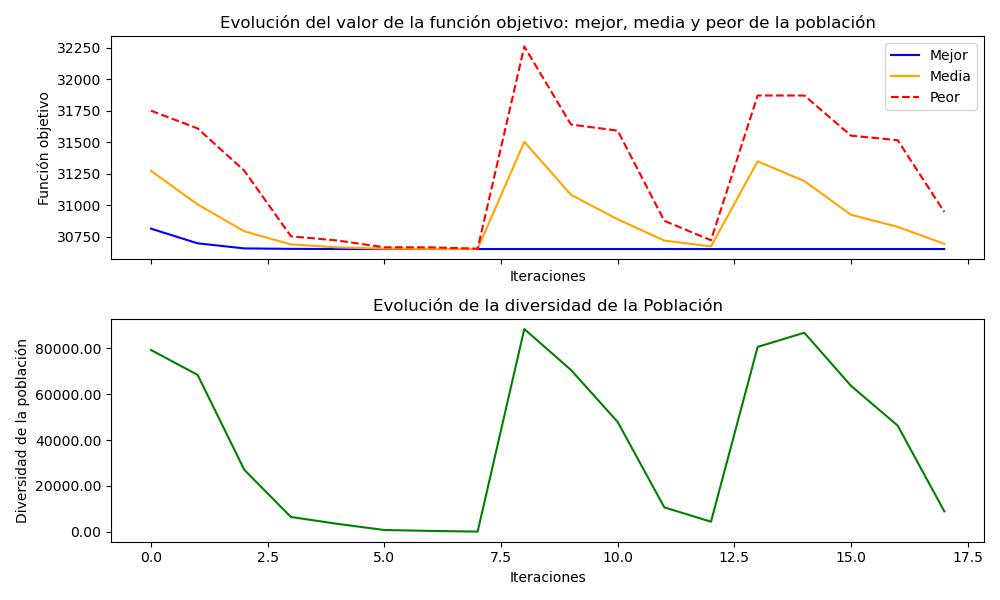 Evolución del valor de la función objetivo: mejor, media y peor de la población
Función objetivo
32250
32000
31750
31500
31250
31000
30750
Mejor
Media
Peor
Iteraciones
Evolución de la diversidad de la Población
Diversidad de la población
80000.00
60000.00
40000.00
20000.00
0.00
0.0 2.5 5.0 7.5 10.0 12.5 15.0 17.5
Iteraciones